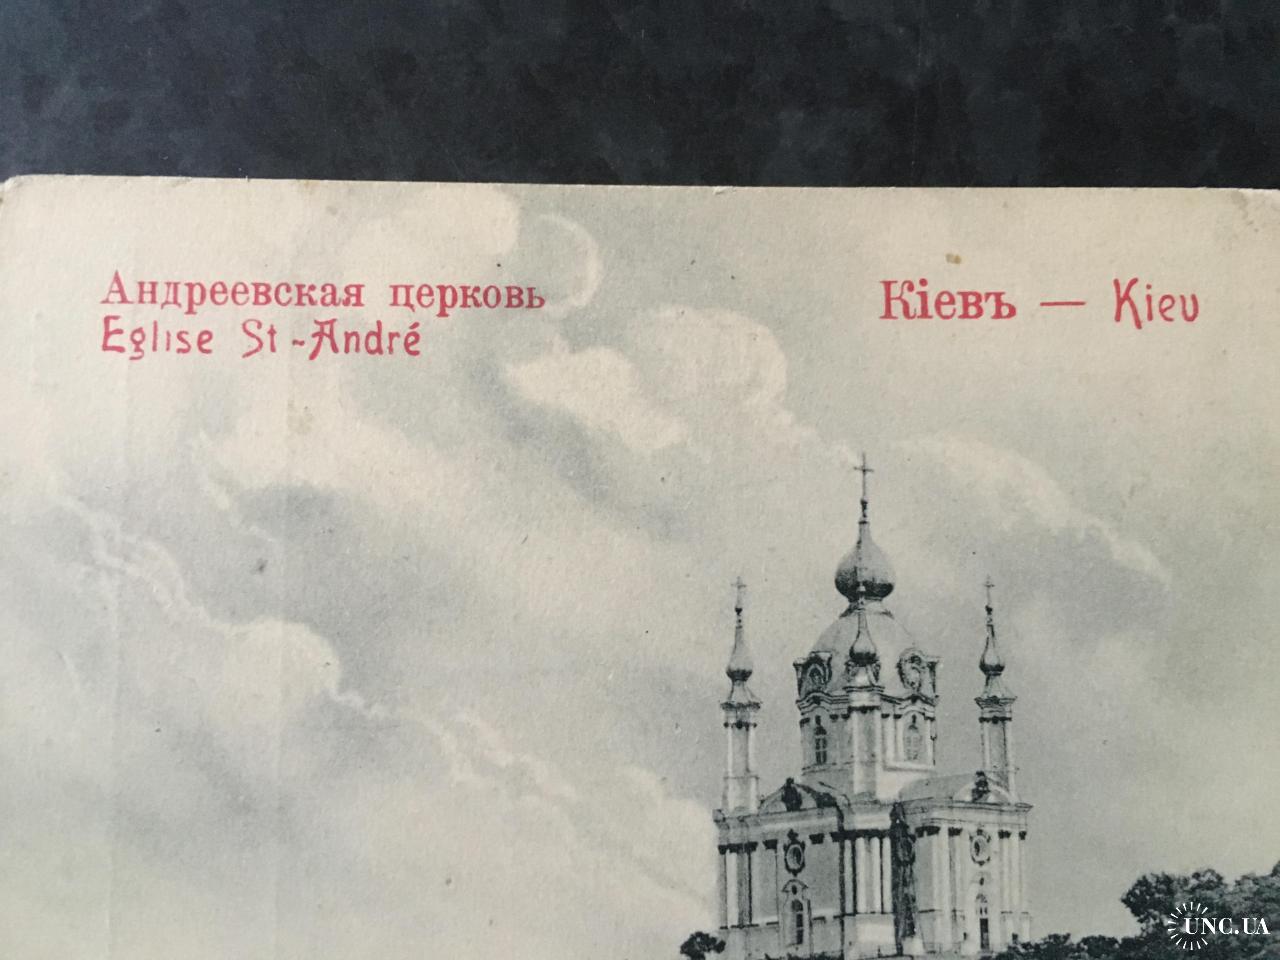 Андреевская церковь
Eglise St-André
Кіевъ — Kiev
UNC.UA